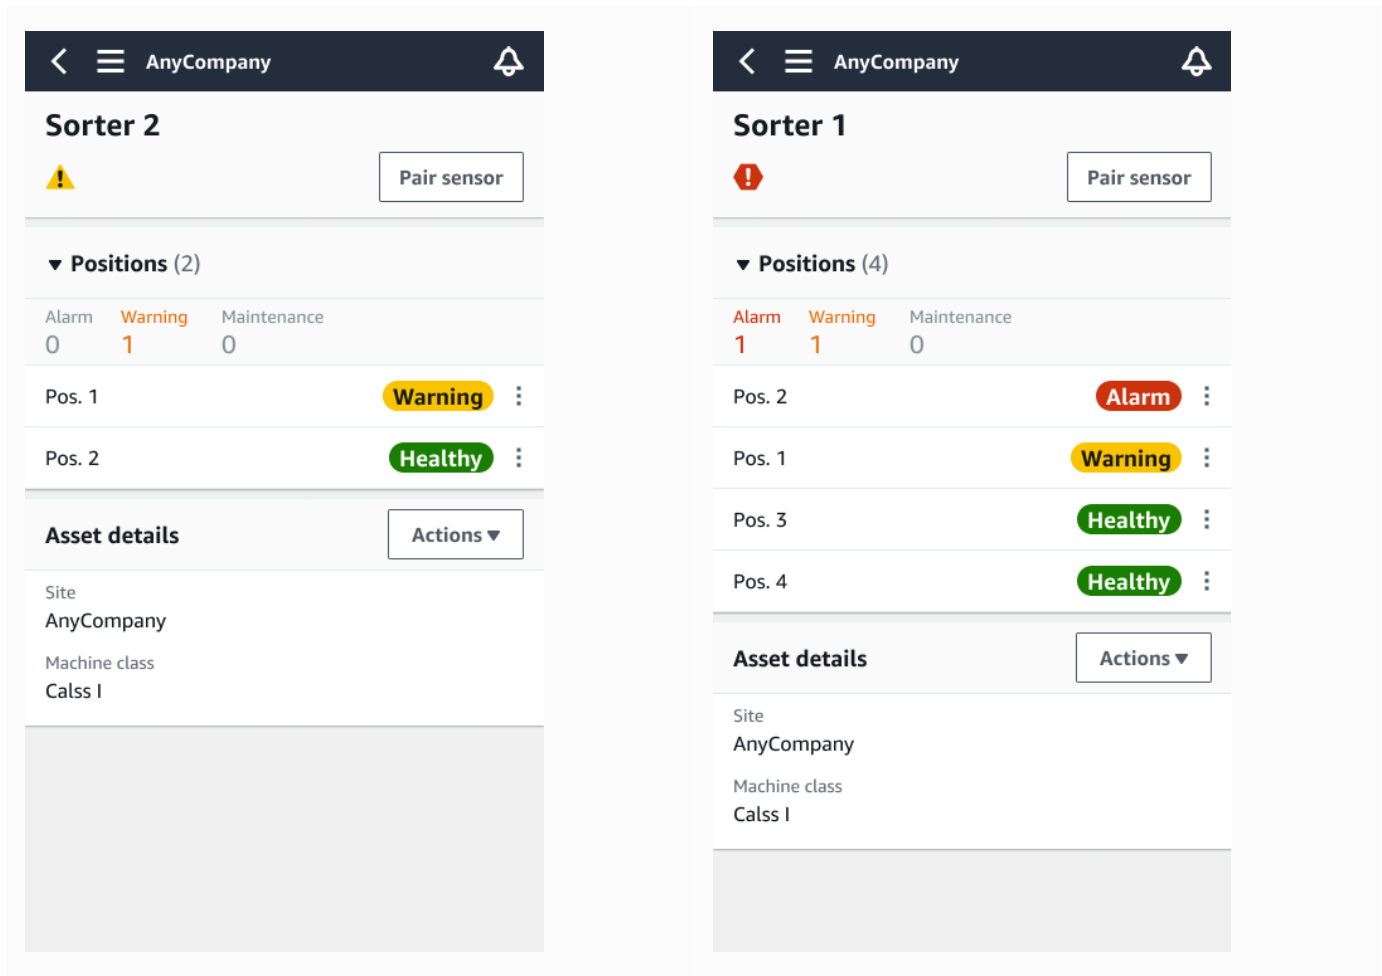 AnyCompany
Sorter 2
Pair sensor
Positions (2)
Alarm Warning Maintenance
0 1 0
Pos. 1 Warning
Pos. 2 Healthy
Asset details Actions
Site
AnyCompany
Machine class
Calss I
AnyCompany
Sorter 1
Pair sensor
Positions (4)
Alarm Warning Maintenance
1 1 0
Pos. 2 Alarm
Pos. 1 Warning
Pos. 3 Healthy
Pos. 4 Healthy
Asset details Actions
Site
AnyCompany
Machine class
Calss I